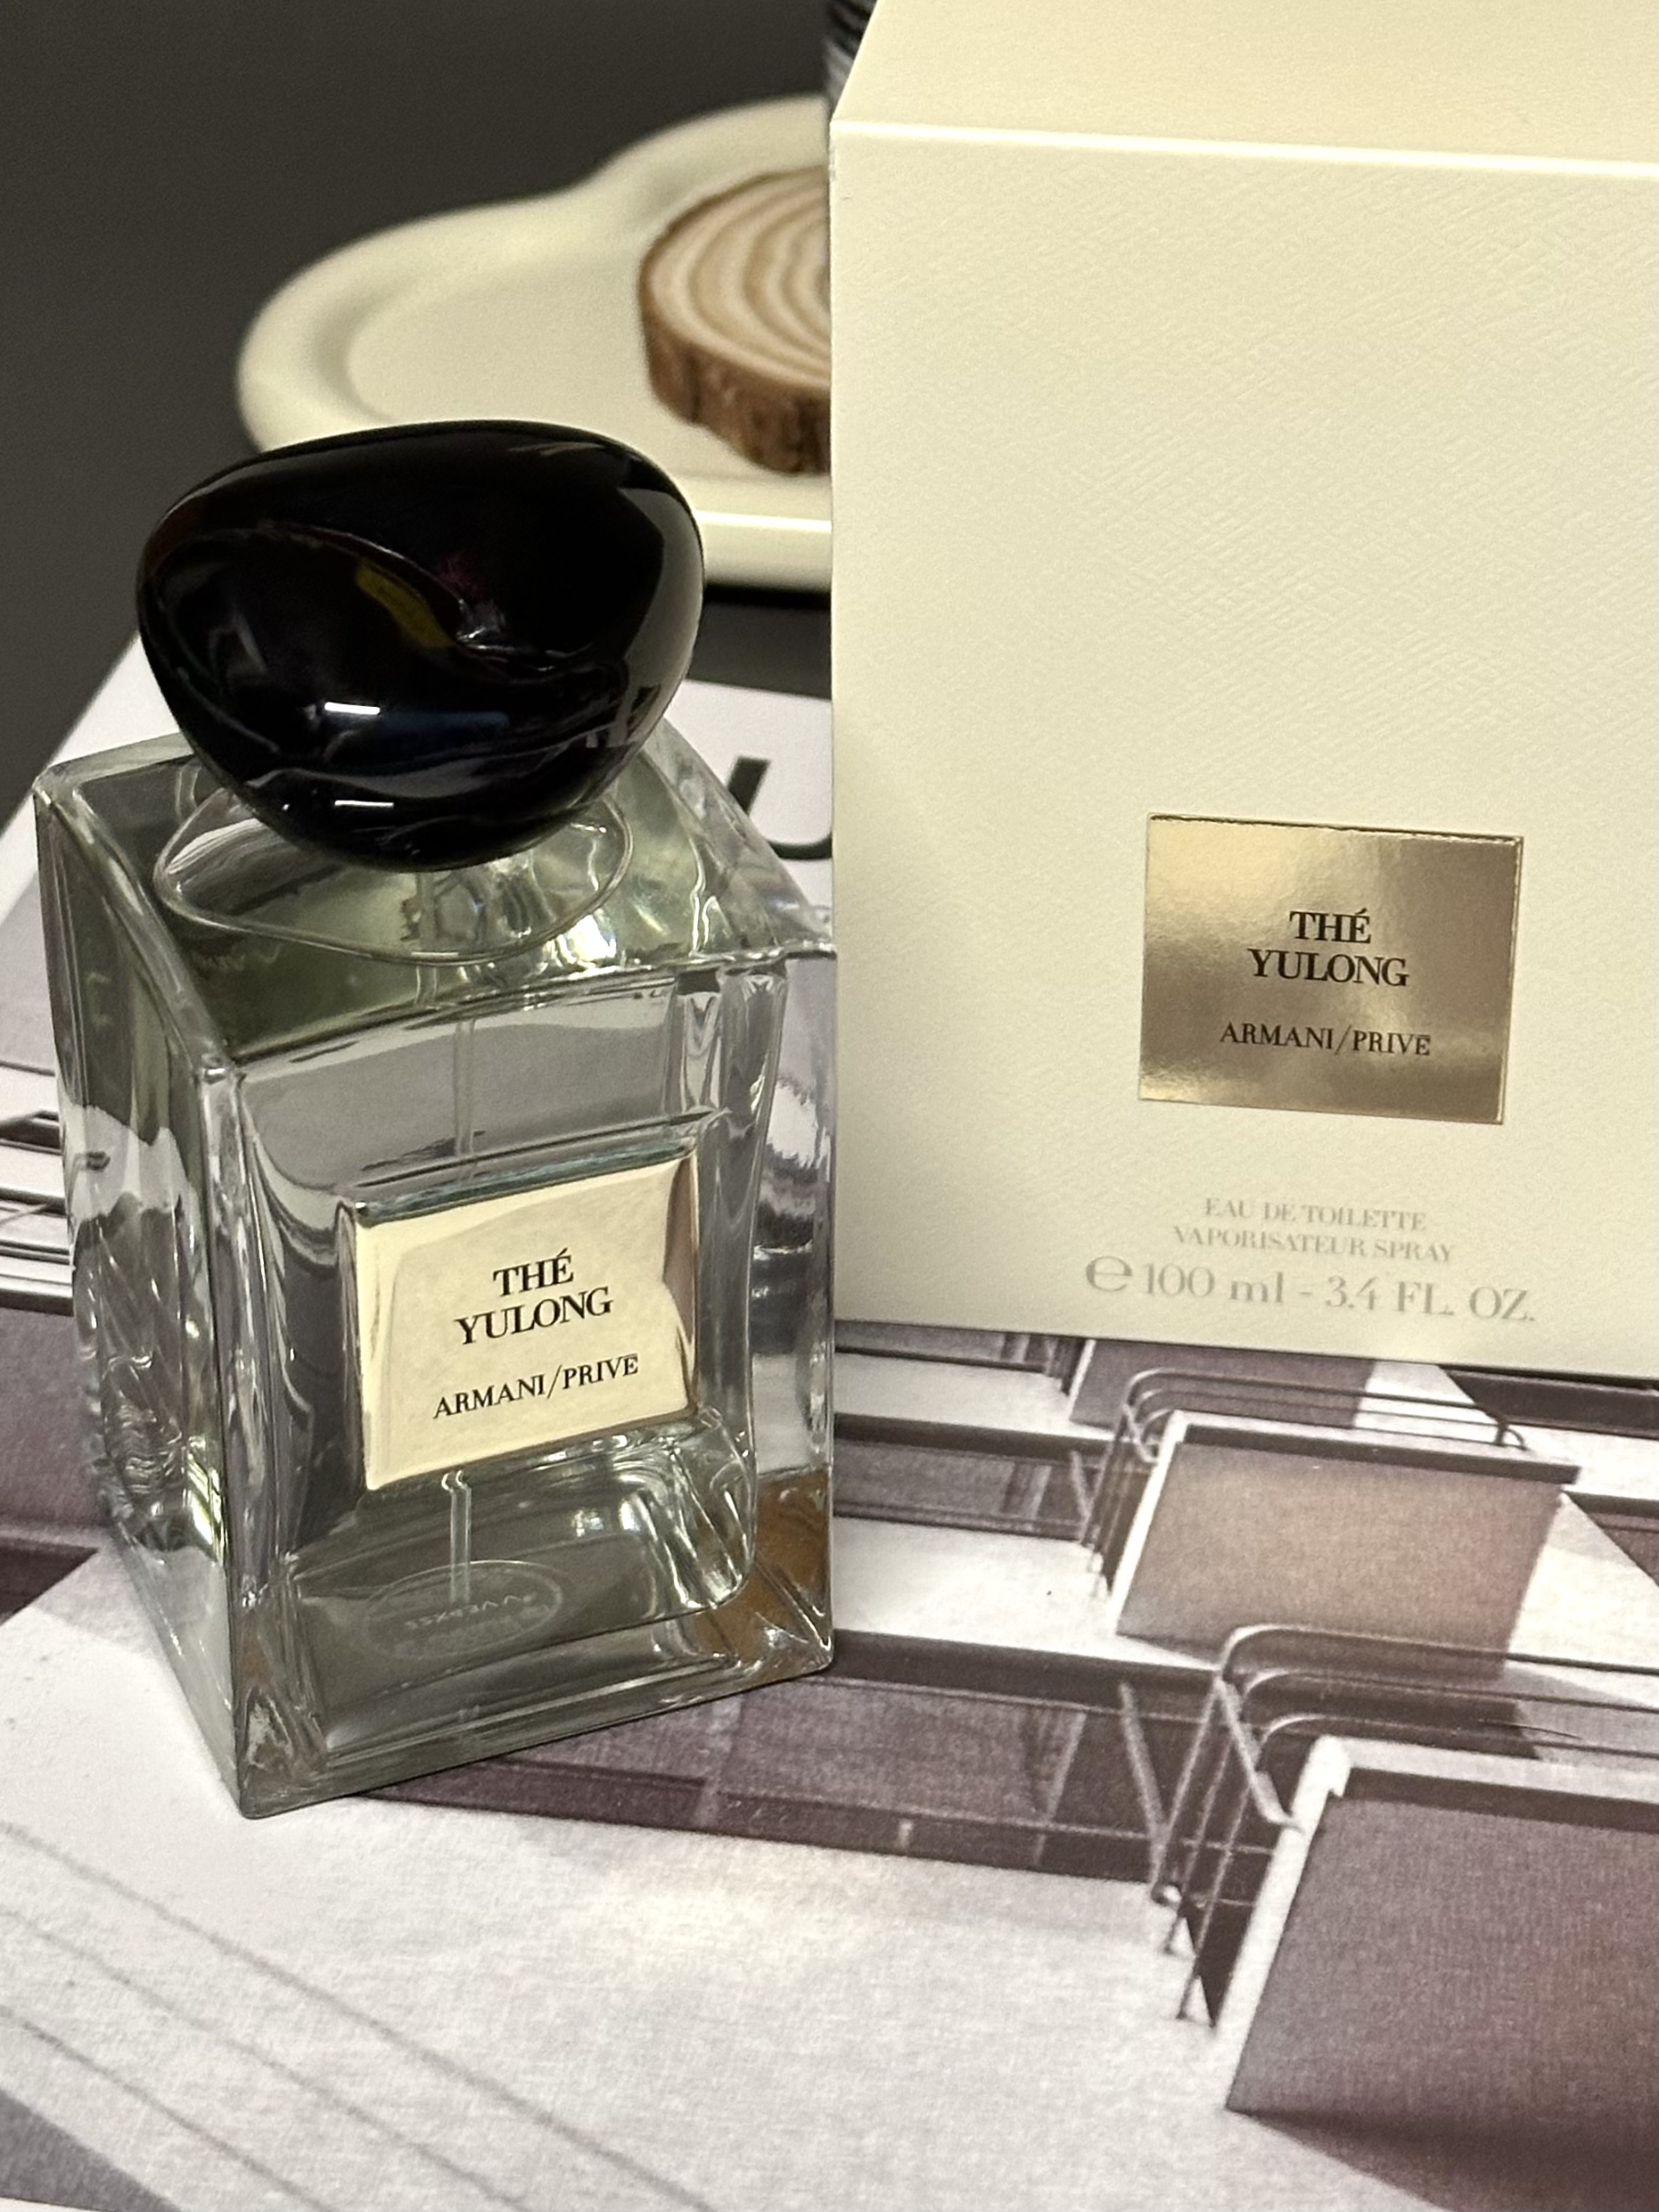 THÉ
YULONG
ARMANI/PRIVE
THÉ
YULONG
ARMANI/PRIVE
EAU DE TOILETTE
VAPORISATEUR SPRAY
℮ 100 ml - 3.4 FL. OZ.